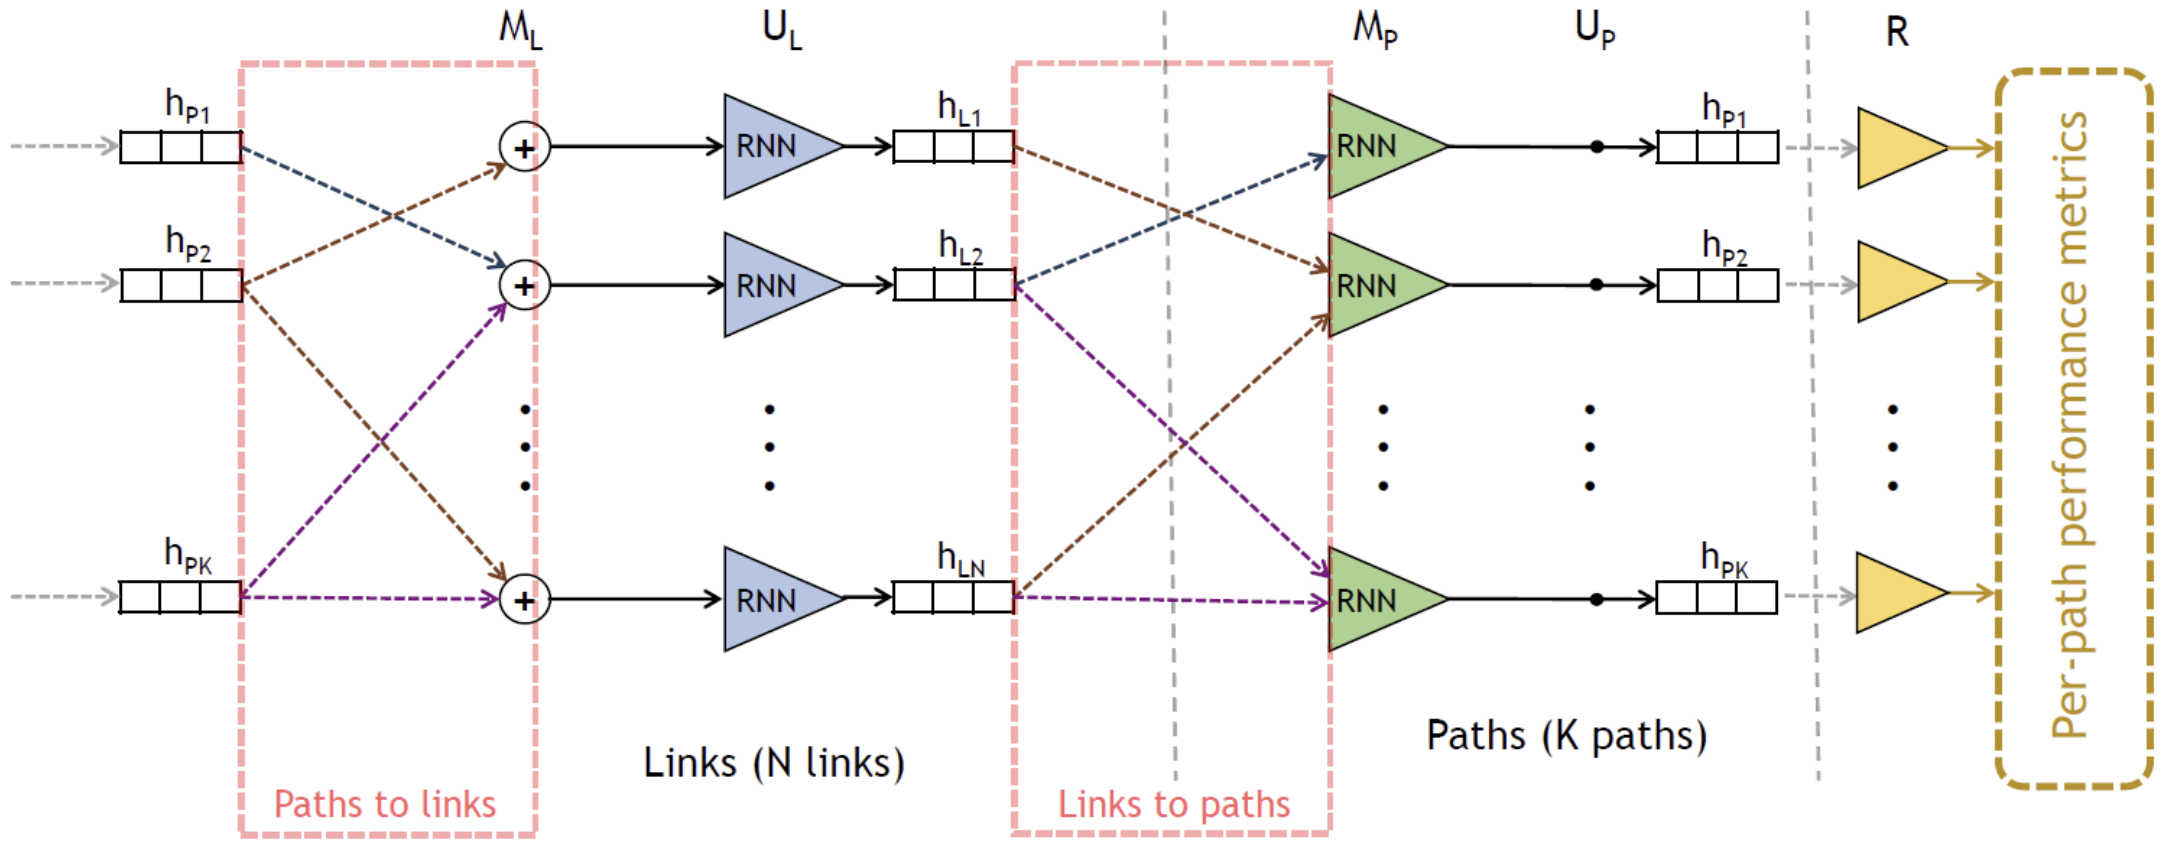 M_L U_L M_P U_P R
h_P1 h_L1 h_P1
+ RNN RNN
h_P2 h_L2 h_P2
+ RNN RNN
h_PK h_LN h_PK
+ RNN RNN
Per-path performance metrics
Links (N links)
Paths (K paths)
Paths to links
Links to paths